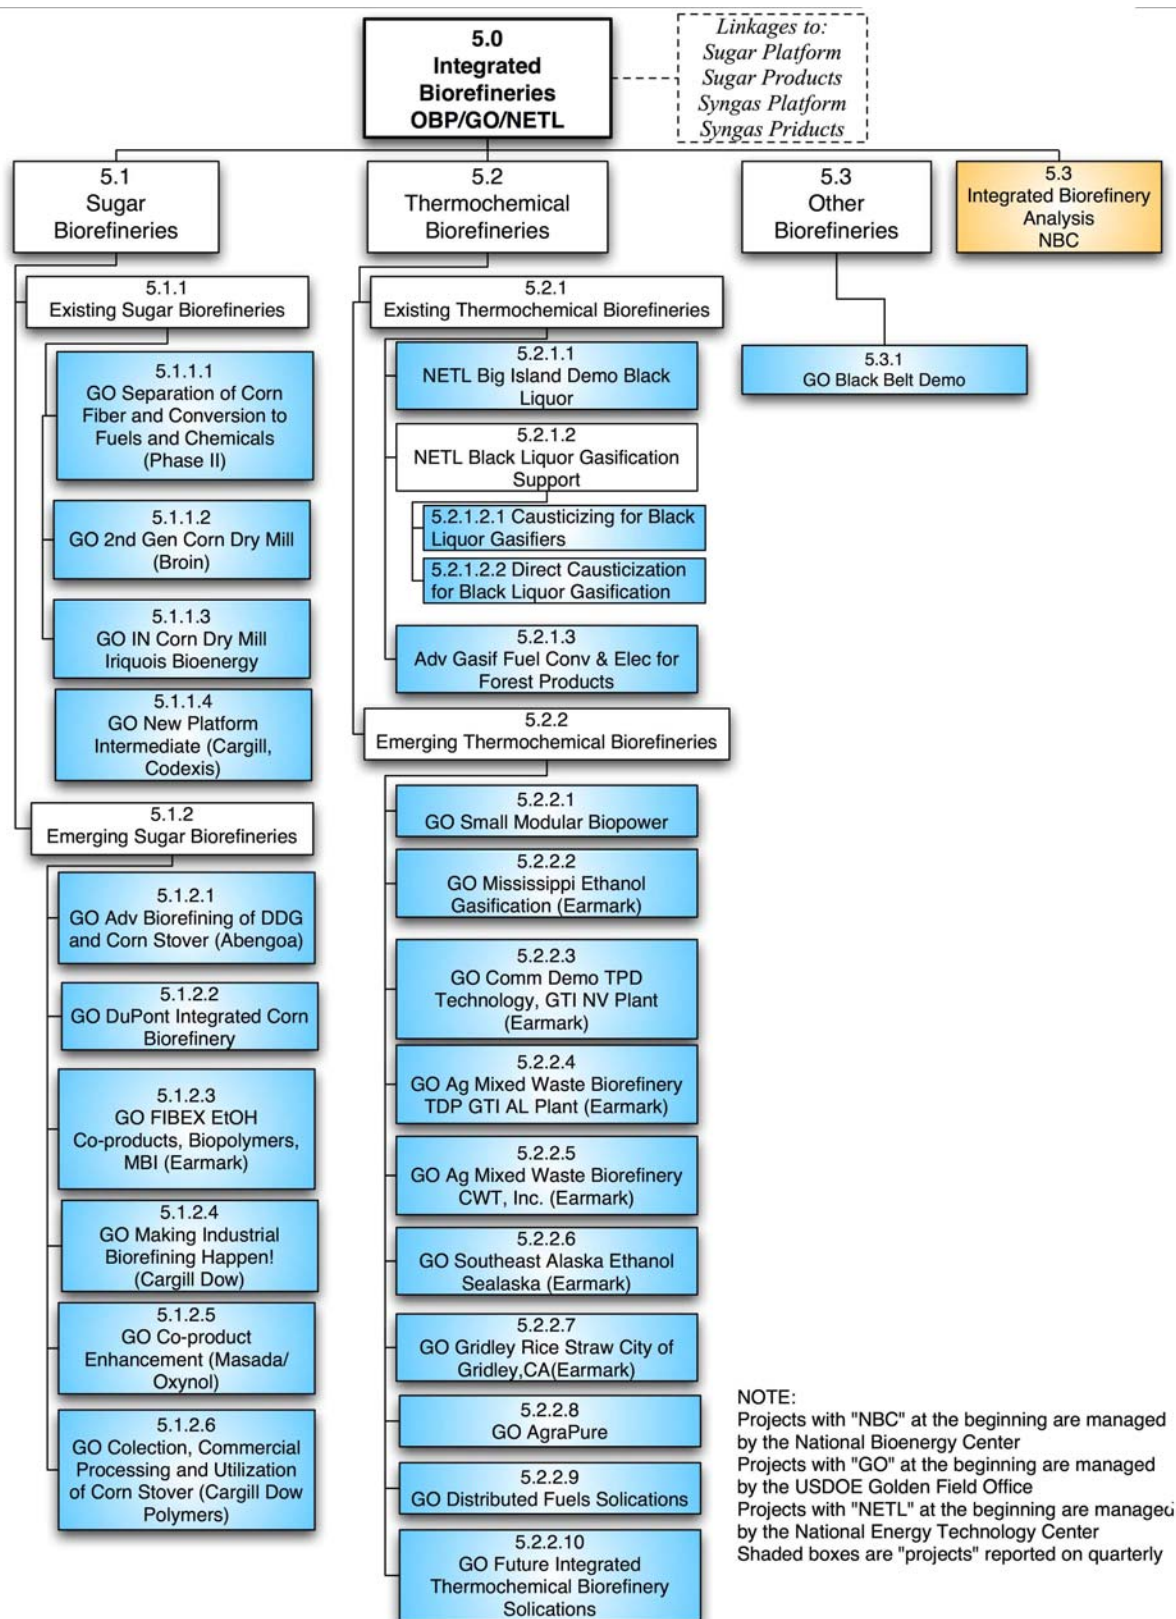 5.0
Integrated
Biorefineries
OBP/GO/NETL
Linkages to:
Sugar Platform
Sugar Products
Syngas Platform
Syngas Priducts
5.1
Sugar
Biorefineries
5.2
Thermochemical
Biorefineries
5.3
Other
Biorefineries
5.3
Integrated Biorefinery
Analysis
NBC
5.1.1
Existing Sugar Biorefineries
5.1.1.1
GO Separation of Corn
Fiber and Conversion to
Fuels and Chemicals
(Phase II)
5.1.1.2
GO 2nd Gen Corn Dry Mill
(Broin)
5.1.1.3
GO IN Corn Dry Mill
Iriquois Bioenergy
5.1.1.4
GO New Platform
Intermediate (Cargill,
Codexis)
5.1.2
Emerging Sugar Biorefineries
5.1.2.1
GO Adv Biorefining of DDG
and Corn Stover (Abengoa)
5.1.2.2
GO DuPont Integrated Corn
Biorefinery
5.1.2.3
GO FIBEX EtOH
Co-products, Biopolymers,
MBI (Earmark)
5.1.2.4
GO Making Industrial
Biorefining Happen!
(Cargill Dow)
5.1.2.5
GO Co-product
Enhancement (Masada/
Oxynol)
5.1.2.6
GO Colection, Commercial
Processing and Utilization
of Corn Stover (Cargill Dow
Polymers)
5.2.1
Existing Thermochemical Biorefineries
5.2.1.1
NETL Big Island Demo Black
Liquor
5.2.1.2
NETL Black Liquor Gasification
Support
5.2.1.2.1 Causticizing for Black
Liquor Gasifiers
5.2.1.2.2 Direct Causticization
for Black Liquor Gasification
5.2.1.3
Adv Gasif Fuel Conv & Elec for
Forest Products
5.2.2
Emerging Thermochemical Biorefineries
5.2.2.1
GO Small Modular Biopower
5.2.2.2
GO Mississippi Ethanol
Gasification (Earmark)
5.2.2.3
GO Comm Demo TPD
Technology, GTI NV Plant
(Earmark)
5.2.2.4
GO Ag Mixed Waste Biorefinery
TDP GTI AL Plant (Earmark)
5.2.2.5
GO Ag Mixed Waste Biorefinery
CWT, Inc. (Earmark)
5.2.2.6
GO Southeast Alaska Ethanol
Sealaska (Earmark)
5.2.2.7
GO Gridley Rice Straw City of
Gridley,CA(Earmark)
5.2.2.8
GO AgraPure
5.2.2.9
GO Distributed Fuels Solications
5.2.2.10
GO Future Integrated
Thermochemical Biorefinery
Solications
5.3.1
GO Black Belt Demo
NOTE:
Projects with "NBC" at the beginning are managed
by the National Bioenergy Center
Projects with "GO" at the beginning are managed
by the USDOE Golden Field Office
Projects with "NETL" at the beginning are managed
by the National Energy Technology Center
Shaded boxes are "projects" reported on quarterly